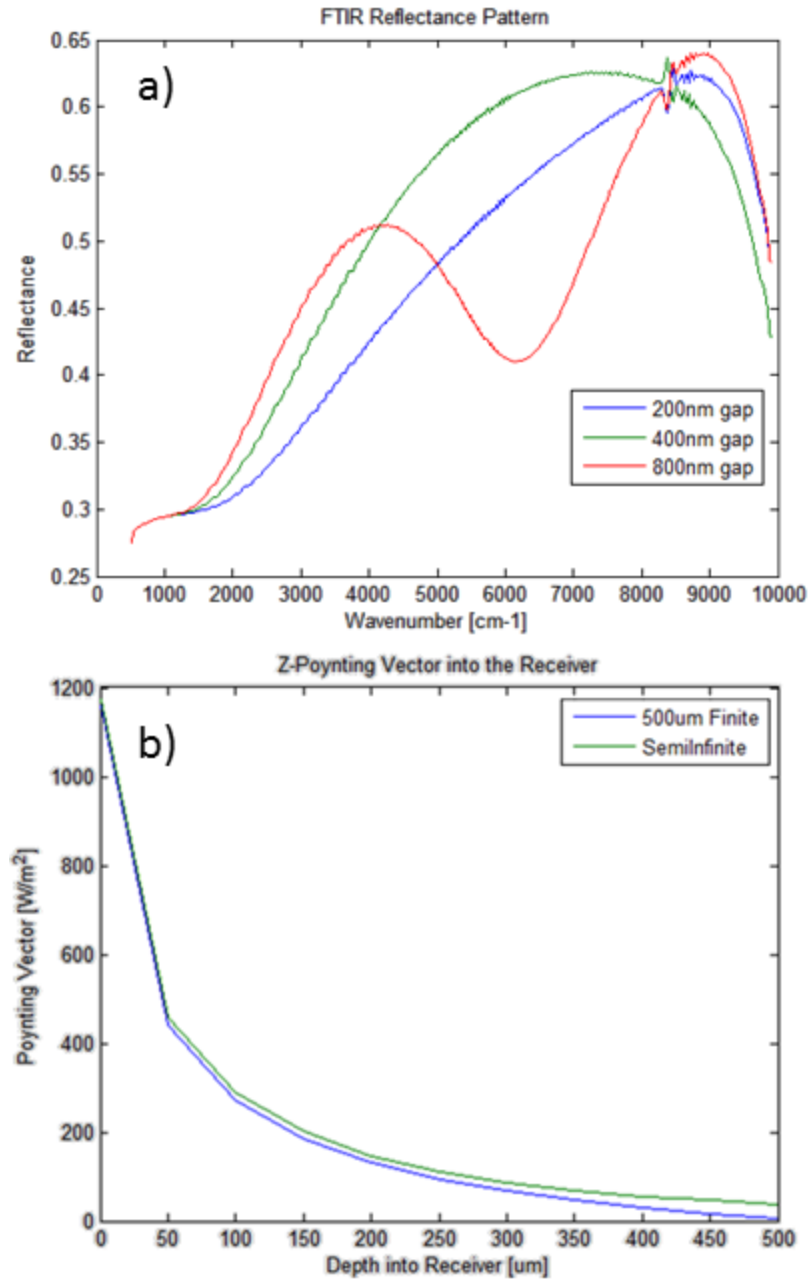 FTIR Reflectance Pattern
a)
0.65
0.6
0.55
0.5
0.45
0.4
0.35
0.3
0.25
Reflectance
200nm gap
400nm gap
800nm gap
0 1000 2000 3000 4000 5000 6000 7000 8000 9000 10000
Wavenumber [cm-1]
Z-Poynting Vector into the Receiver
b)
1200
1000
800
600
400
200
0
Poynting Vector [W/m²]
500um Finite
SemiInfinite
0 50 100 150 200 250 300 350 400 450 500
Depth into Receiver [um]